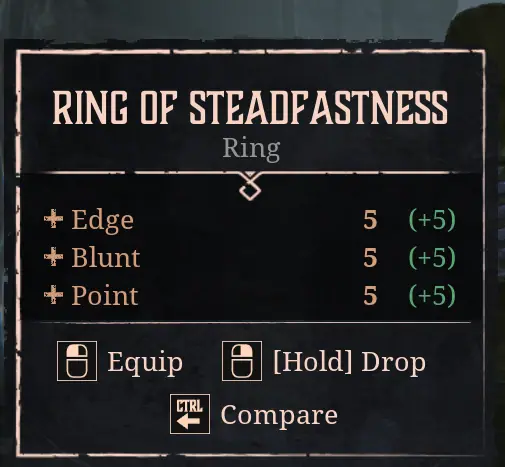 RING OF STEADFASTNESS
Ring
Edge 5 (+5)
Blunt 5 (+5)
Point 5 (+5)
Equip [Hold] Drop
CTRL Compare